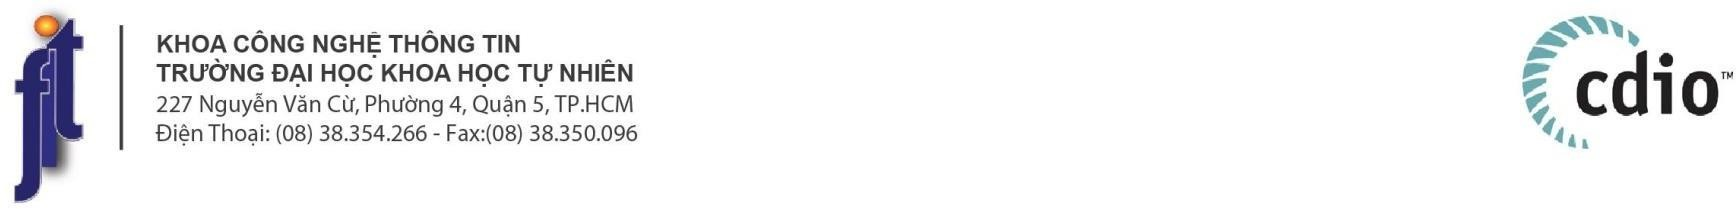 fit
KHOA CÔNG NGHỆ THÔNG TIN
TRƯỜNG ĐẠI HỌC KHOA HỌC TỰ NHIÊN
227 Nguyễn Văn Cừ, Phường 4, Quận 5, TP.HCM
Điện Thoại: (08) 38.354.266 - Fax:(08) 38.350.096
cdio™